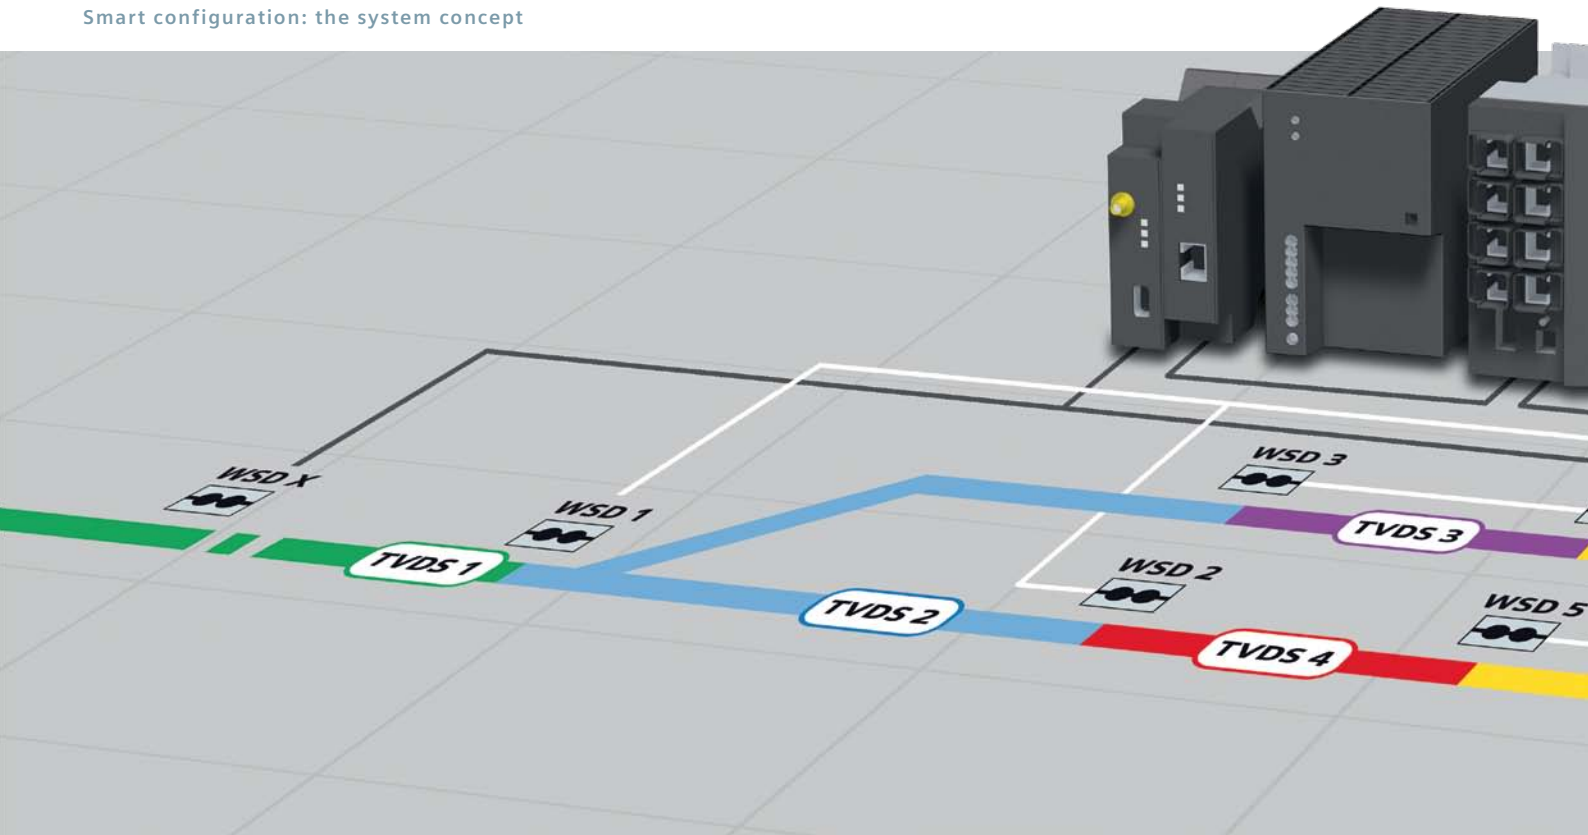 Smart configuration: the system concept
WSD X
WSD 1
WSD 3
TVDS 1
TVDS 3
WSD 2
TVDS 2
WSD 5
TVDS 4